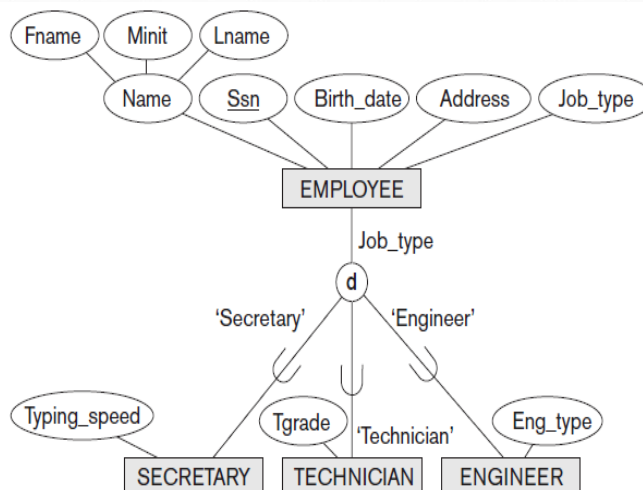 Fname Minit Lname
Name Ssn Birth_date Address Job_type
EMPLOYEE
Job_type
d
'Secretary' 'Engineer'
Typing_speed Tgrade 'Technician' Eng_type
SECRETARY TECHNICIAN ENGINEER